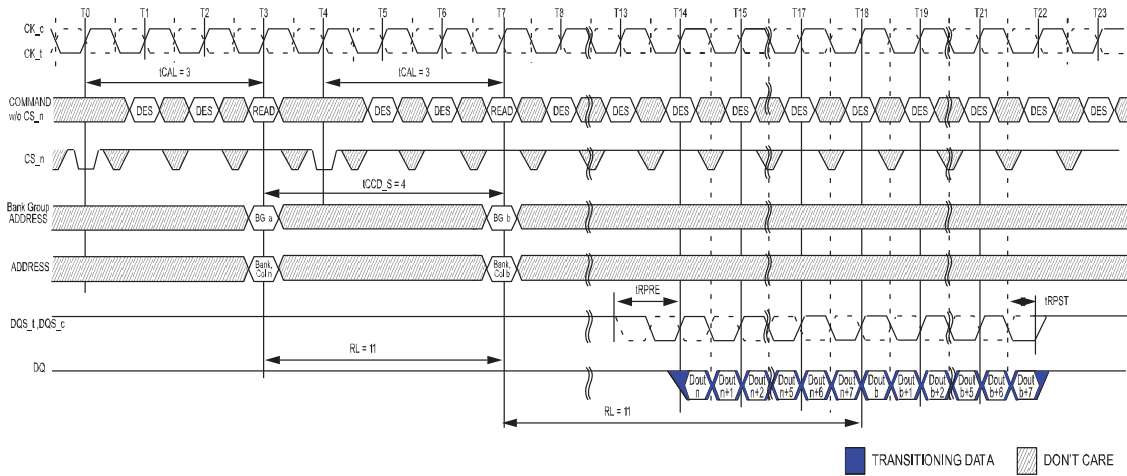 T0 T1 T2 T3 T4 T5 T6 T7 T8 T13 T14 T15 T17 T18 T19 T21 T22 T23
CK_c
CK_t
tCAL = 3 tCAL = 3
COMMAND
w/o CS_n
DES DES READ DES DES READ DES DES DES DES DES DES DES DES DES DES
CS_n
tCCD_S = 4
Bank Group
ADDRESS
BG a BG b
ADDRESS
Bank, Bank,
Col n Col b
tRPRE tRPST
DQS_t ,DQS_c
RL = 11
DQ
Dout Dout Dout Dout Dout Dout Dout Dout Dout Dout Dout Dout
n n+1 n+2 n+5 n+6 n+7 b b+1 b+2 b+5 b+6 b+7
RL = 11
TRANSITIONING DATA DON'T CARE